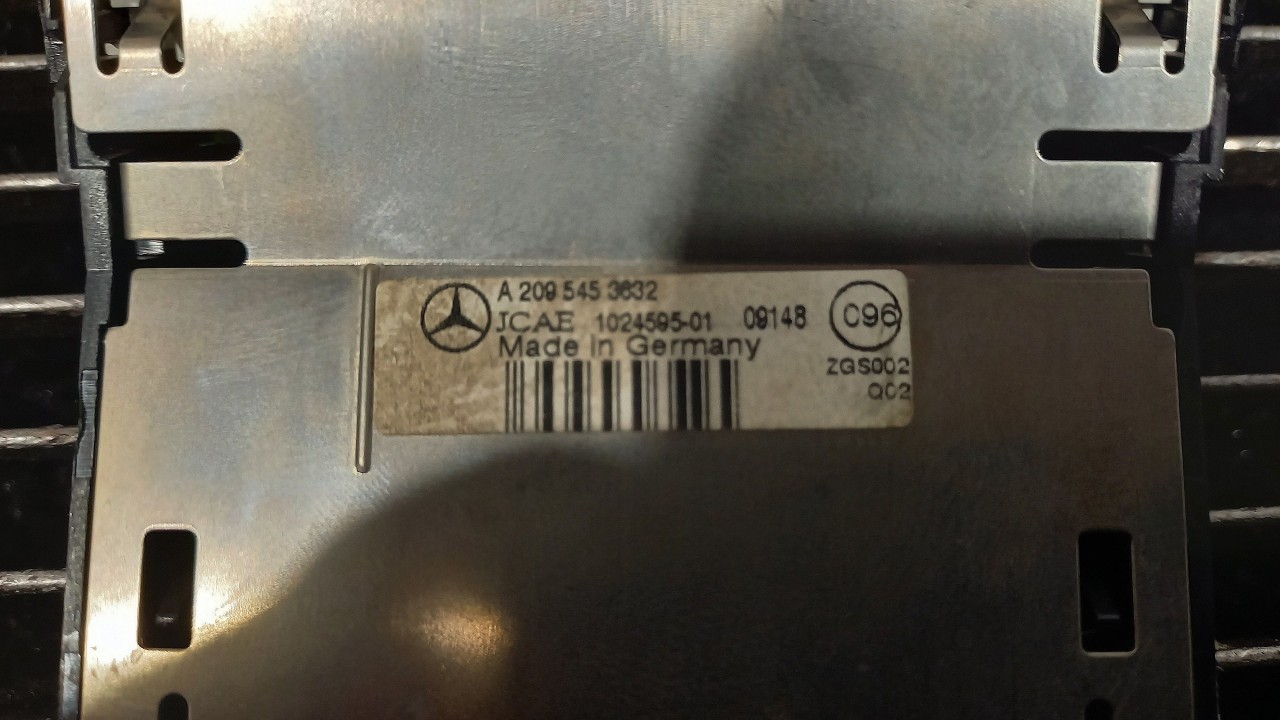 A 209 545 3632
JCAE 1024595-01 09148 C96
Made in Germany
ZGS002
Q02